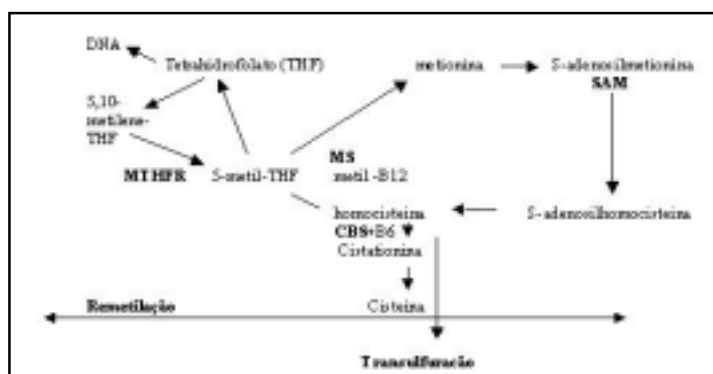 DNA
Tetrahidrofolato (THF)
metionina
S-adenosilmetionina
SAM
5,10-
metilene-
THF
MTHFR
5-metil-THF
MS
metil -B12
homocisteina
S- adenosilhomocisteina
CBS+B6
Cistationina
Cisteina
Remetilação
Transulfuração